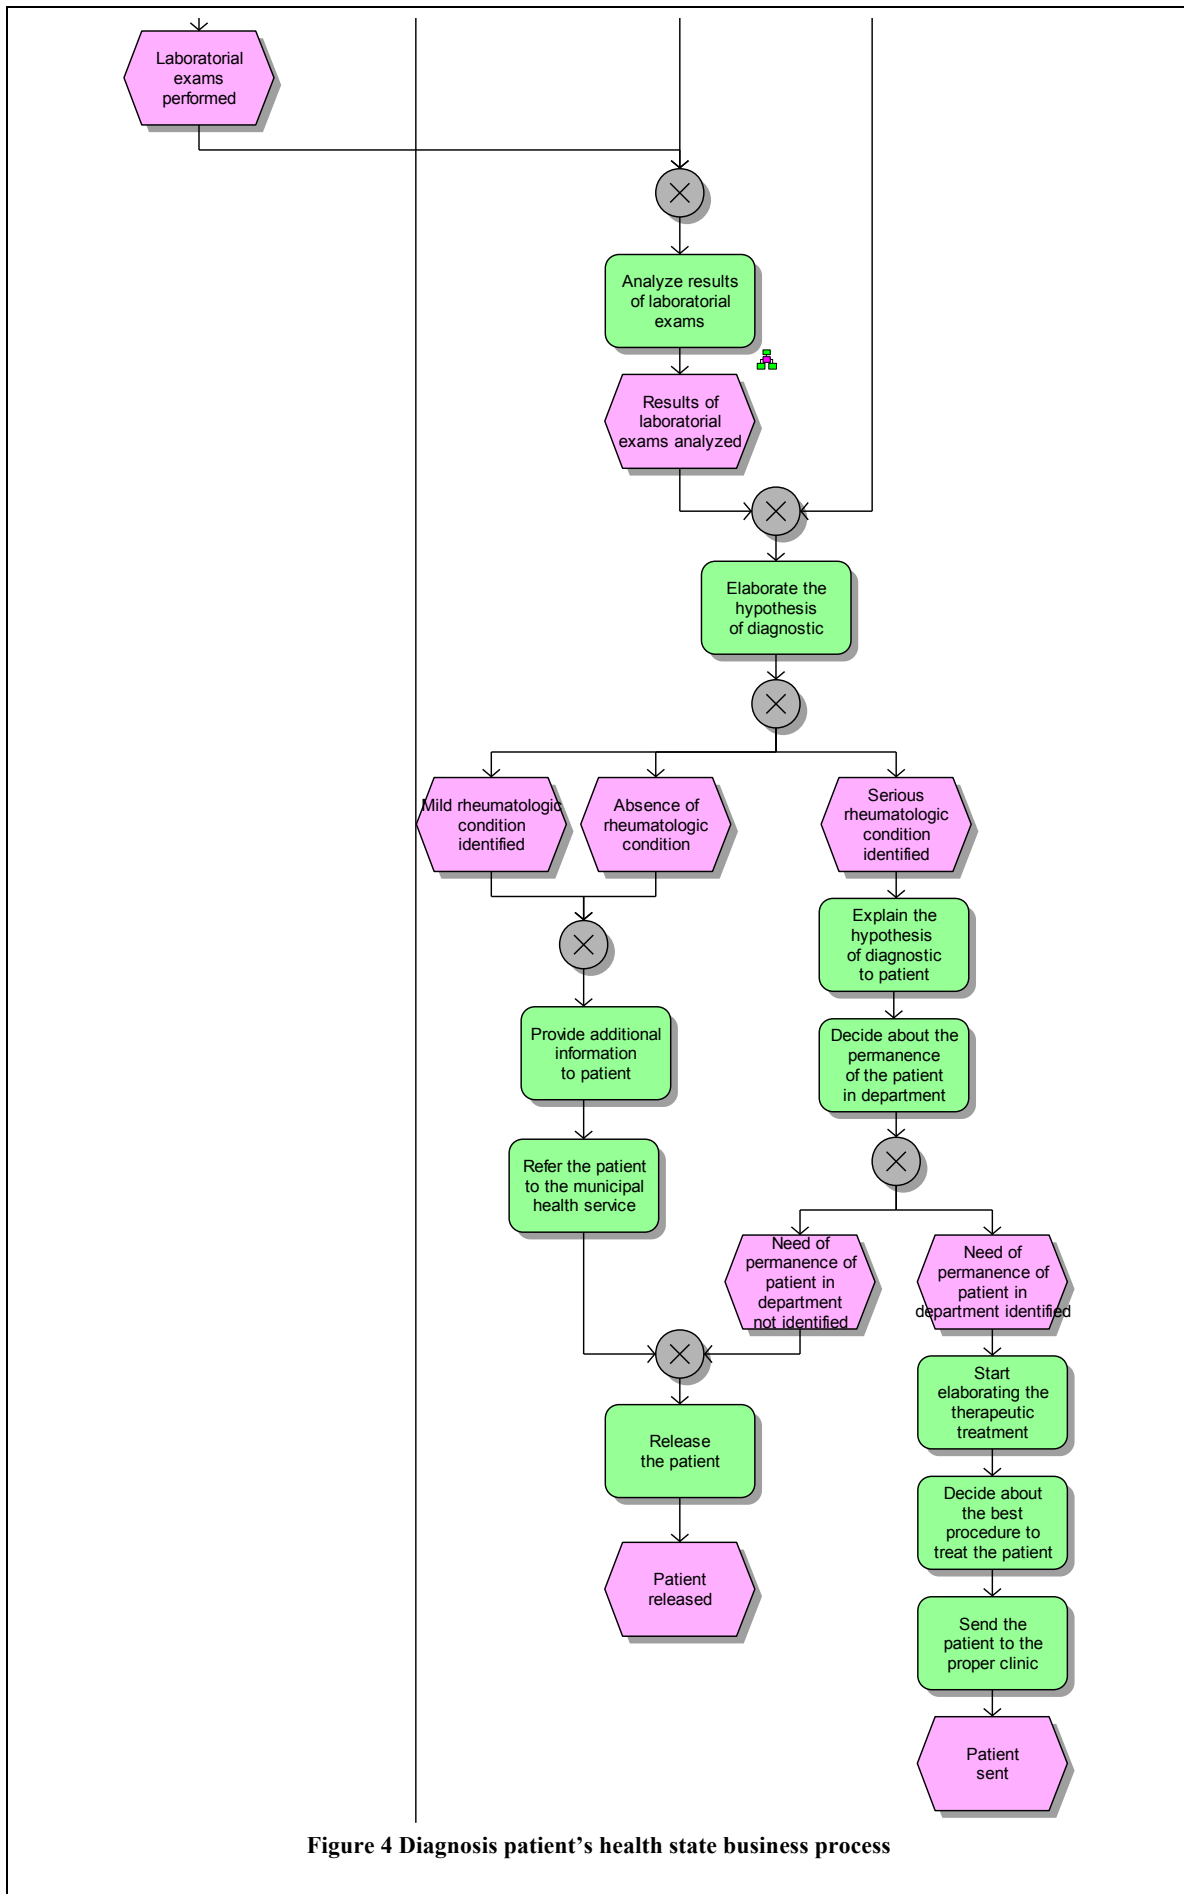 Laboratorial
exams
performed
Analyze results
of laboratorial
exams
Results of
laboratorial
exams analyzed
Elaborate the
hypothesis
of diagnostic
Mild rheumatologic
condition
identified
Absence of
rheumatologic
condition
Serious
rheumatologic
condition
identified
Explain the
hypothesis
of diagnostic
to patient
Provide additional
information
to patient
Decide about the
permanence
of the patient
in department
Refer the patient
to the municipal
health service
Need of
permanence of
patient in
department
not identified
Need of
permanence of
patient in
department identified
Start
elaborating the
therapeutic
treatment
Release
the patient
Decide about
the best
procedure to
treat the patient
Patient
released
Send the
patient to the
proper clinic
Patient
sent
Figure 4 Diagnosis patient’s health state business process